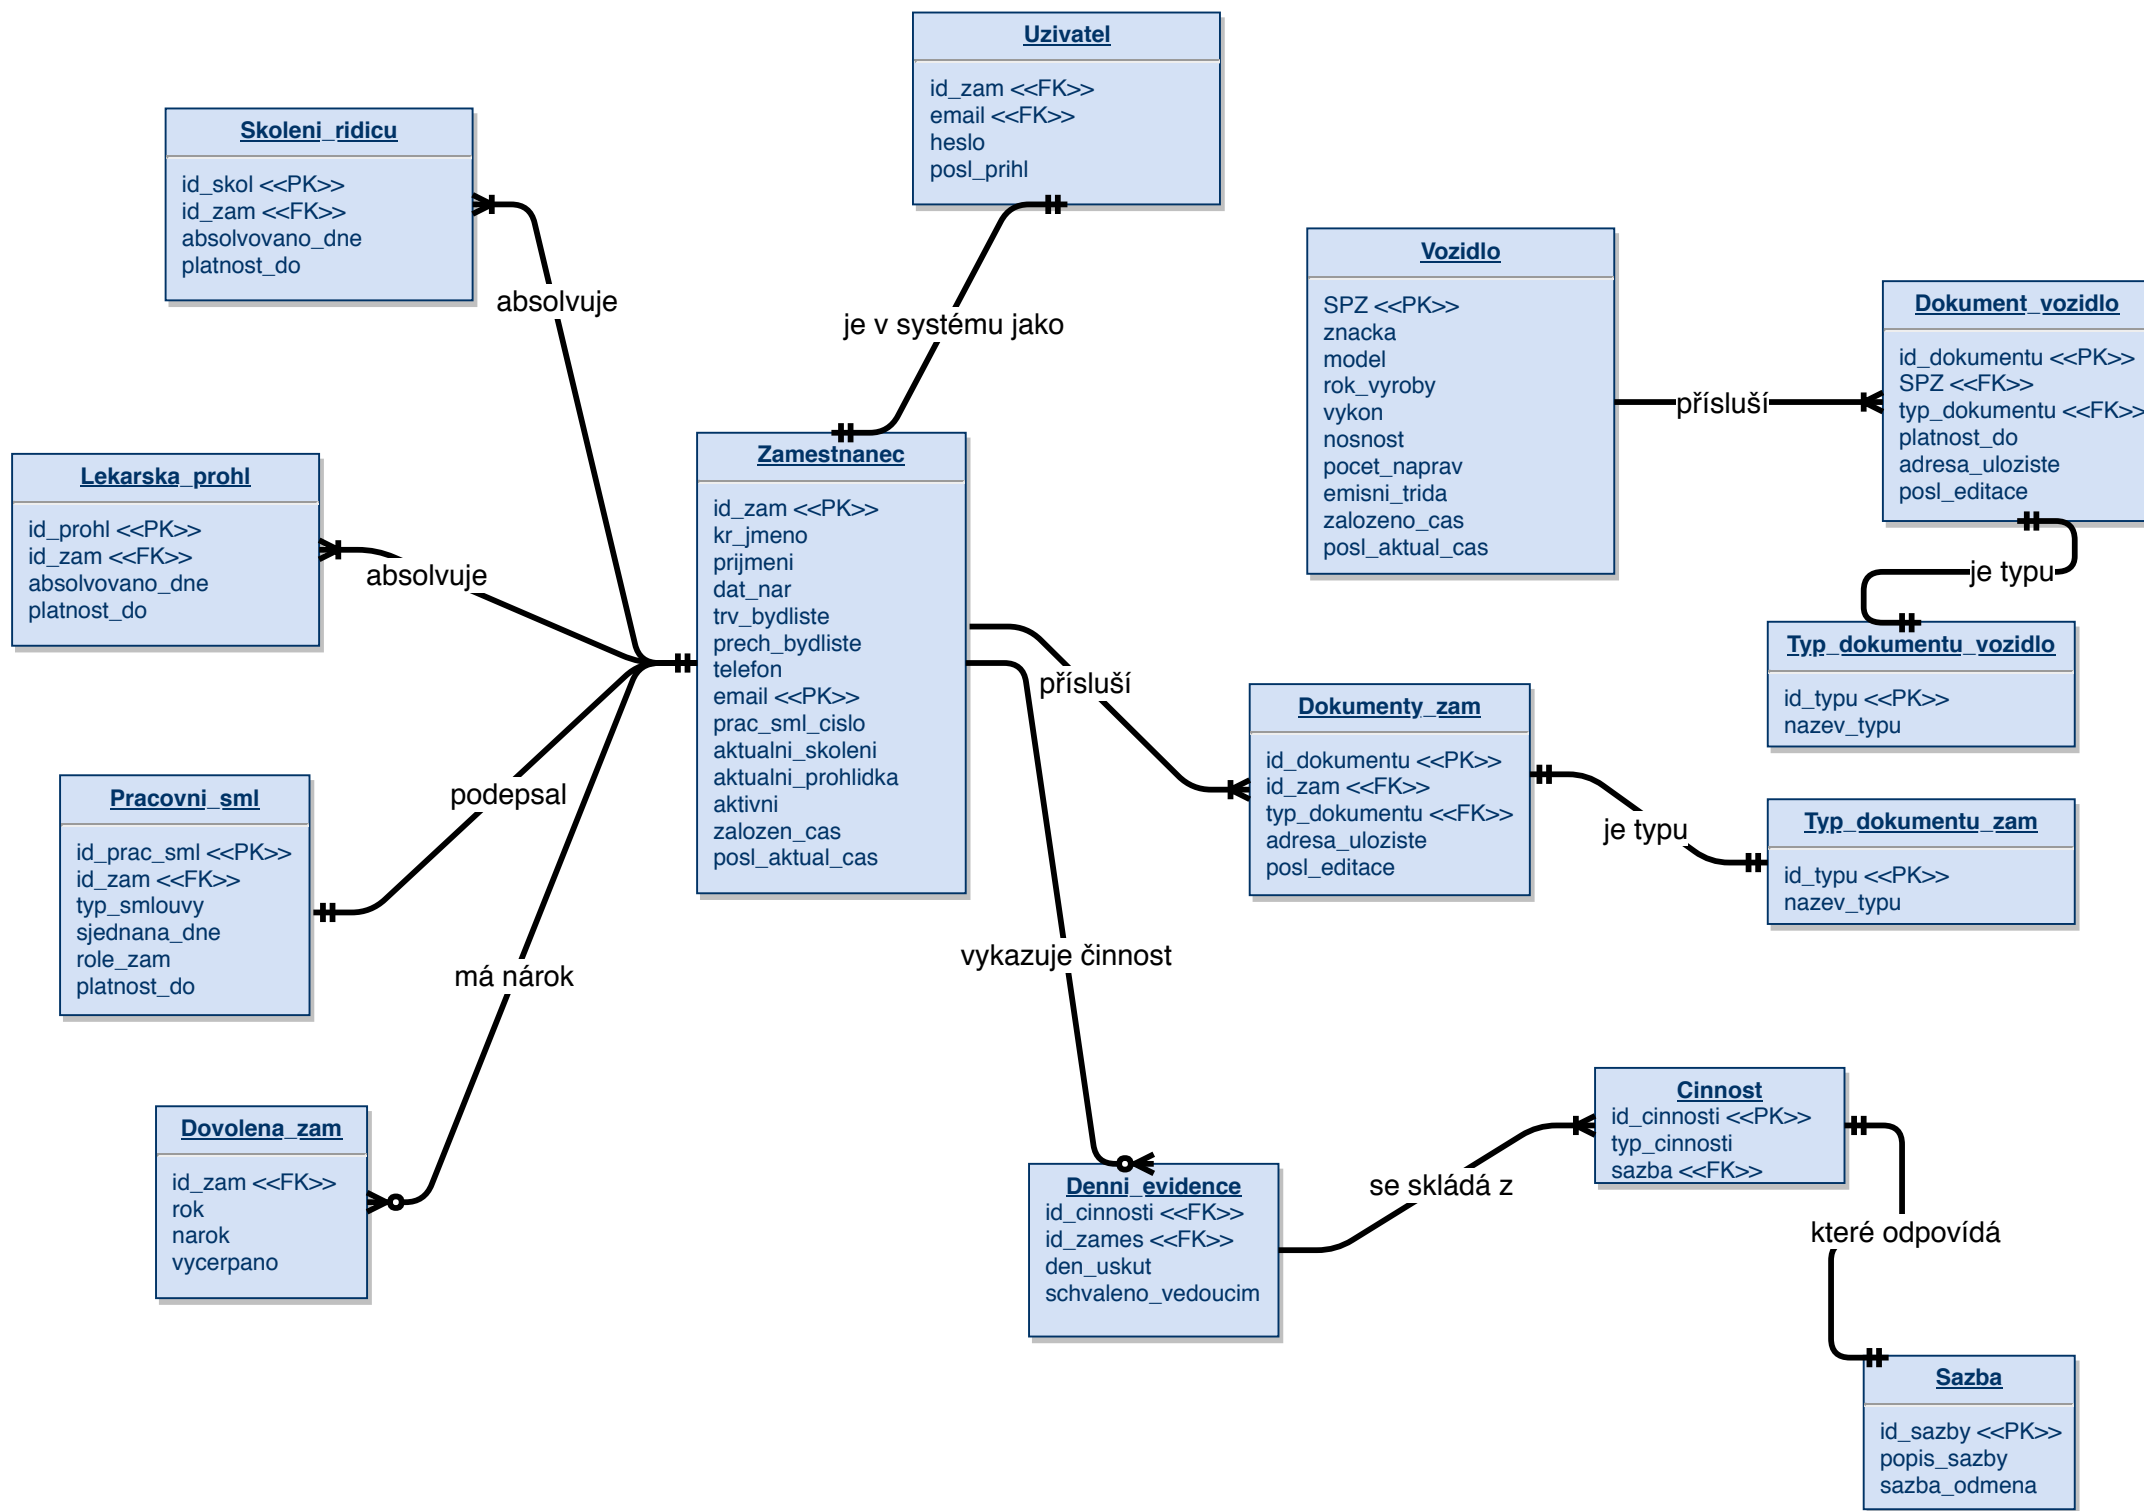 Uzivatel
id_zam <<FK>>
email <<FK>>
heslo
posl_prihl
Skoleni_ridicu
id_skol <<PK>>
id_zam <<FK>>
absolvovano_dne
platnost_do
absolvuje
je v systému jako
Vozidlo
SPZ <<PK>>
znacka
model
rok_vyroby
vykon
nosnost
pocet_naprav
emisni_trida
zalozeno_cas
posl_aktual_cas
přísluší
Dokument_vozidlo
id_dokumentu <<PK>>
SPZ <<FK>>
typ_dokumentu <<FK>>
platnost_do
adresa_uloziste
posl_editace
je typu
Typ_dokumentu_vozidlo
id_typu <<PK>>
nazev_typu
Lekarska_prohl
id_prohl <<PK>>
id_zam <<FK>>
absolvovano_dne
platnost_do
absolvuje
Zamestnanec
id_zam <<PK>>
kr_jmeno
prijmeni
dat_nar
trv_bydliste
prech_bydliste
telefon
email <<PK>>
prac_sml_cislo
aktualni_skoleni
aktualni_prohlidka
aktivni
zalozen_cas
posl_aktual_cas
přísluší
Dokumenty_zam
id_dokumentu <<PK>>
id_zam <<FK>>
typ_dokumentu <<FK>>
adresa_uloziste
posl_editace
je typu
Typ_dokumentu_zam
id_typu <<PK>>
nazev_typu
Pracovni_sml
id_prac_sml <<PK>>
id_zam <<FK>>
typ_smlouvy
sjednana_dne
role_zam
platnost_do
podepsal
má nárok
vykazuje činnost
Dovolena_zam
id_zam <<FK>>
rok
narok
vycerpano
Denni_evidence
id_cinnosti <<FK>>
id_zames <<FK>>
den_uskut
schvaleno_vedoucim
se skládá z
Cinnost
id_cinnosti <<PK>>
typ_cinnosti
sazba <<FK>>
které odpovídá
Sazba
id_sazby <<PK>>
popis_sazby
sazba_odmena